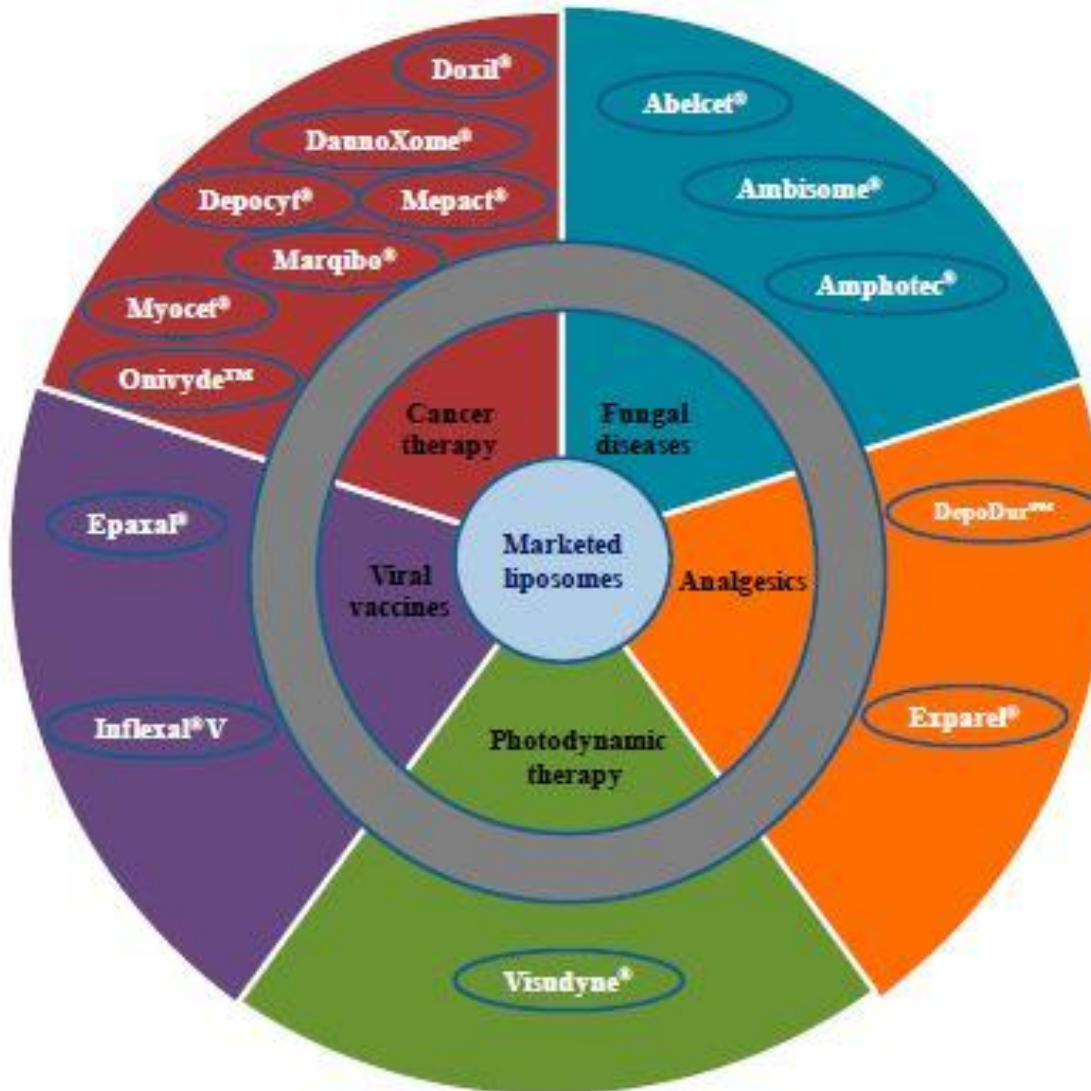 Doxil®
DaunoXome®
Depocyt®
Mepact®
Marqibo®
Myocet®
Onivyde™
Abelcet®
Ambisome®
Amphotec®
Cancer
therapy
Fungal
diseases
Epaxal®
Inflexal®V
Viral
vaccines
Marketed
liposomes
Analgesics
DepoDur™
Exparel®
Photodynamic
therapy
Visudyne®